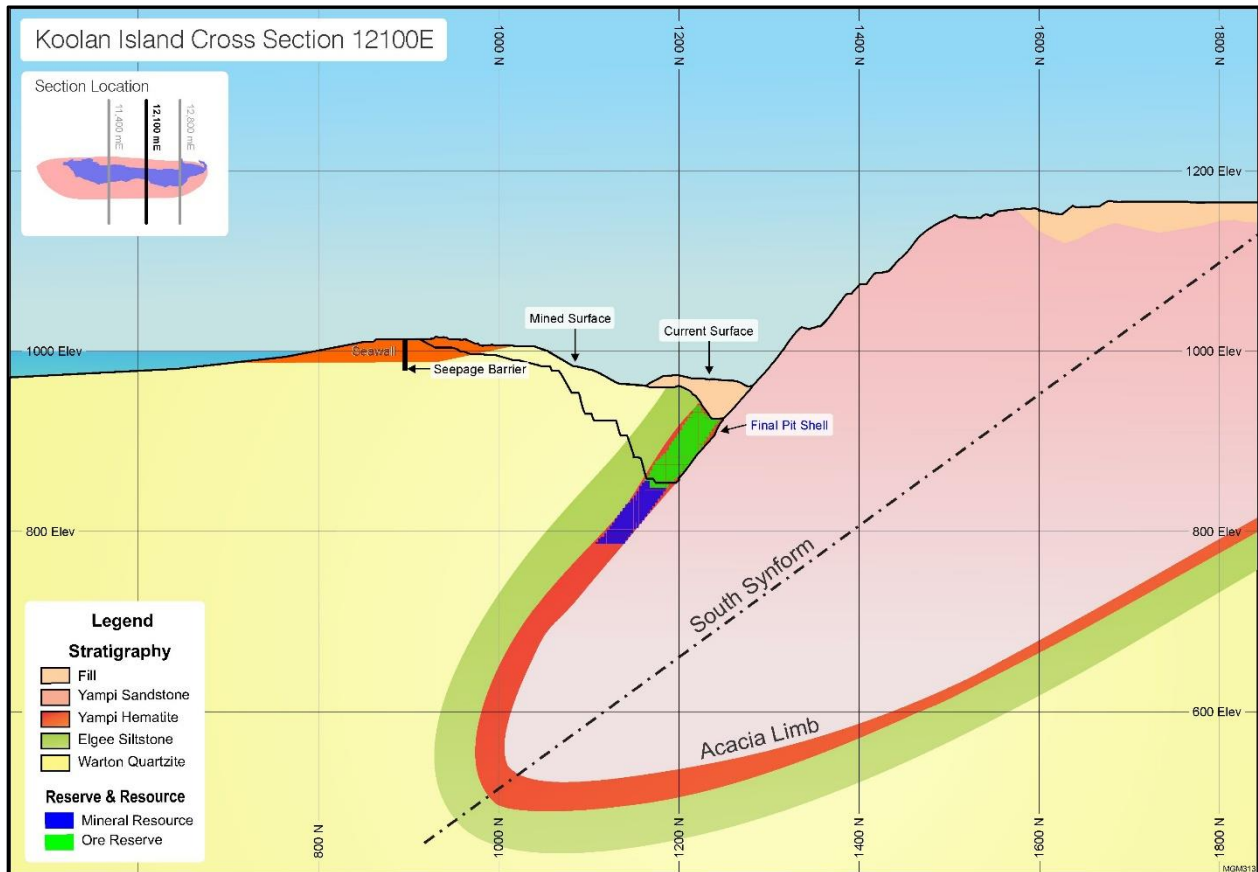 Koolan Island Cross Section 12100E
Section Location
11,400 mE
12,100 mE
12,800 mE
1000 N
1200 N
1400 N
1600 N
1800 N
1200 Elev
1200 Elev
Mined Surface
Current Surface
1000 Elev
Seawall
Seepage Barrier
1000 Elev
Final Pit Shell
800 Elev
800 Elev
South Synform
Legend
Stratigraphy
Fill
Yampi Sandstone
Yampi Hematite
Elgee Siltstone
Warton Quartzite
Reserve & Resource
Mineral Resource
Ore Reserve
600 Elev
Acacia Limb
800 N
1000 N
1200 N
1400 N
1600 N
1800 N
MGM313